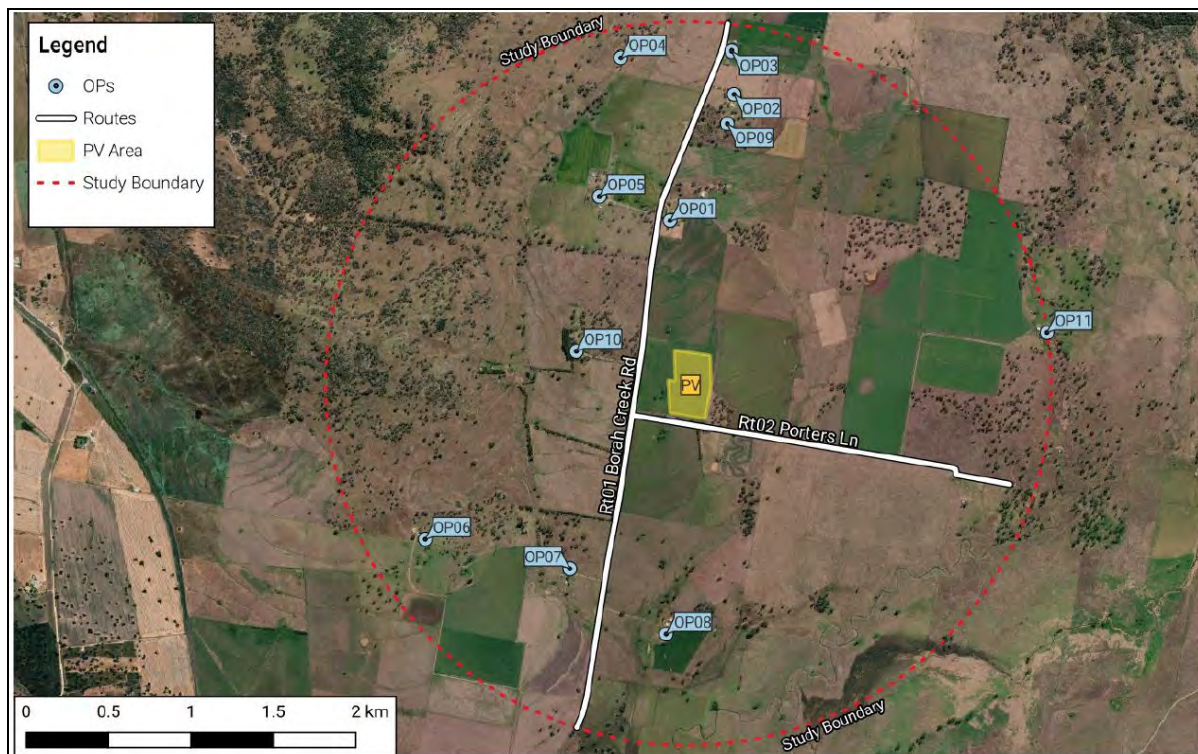 Legend
OPs
Routes
PV Area
Study Boundary
Study Boundary
OP04
OP03
OP02
OP09
OP05
OP01
OP11
OP10
PV
Rt01 Borah Creek Rd
Rt02 Porters Ln
OP06
OP07
OP08
Study Boundary
0 0.5 1 1.5 2 km